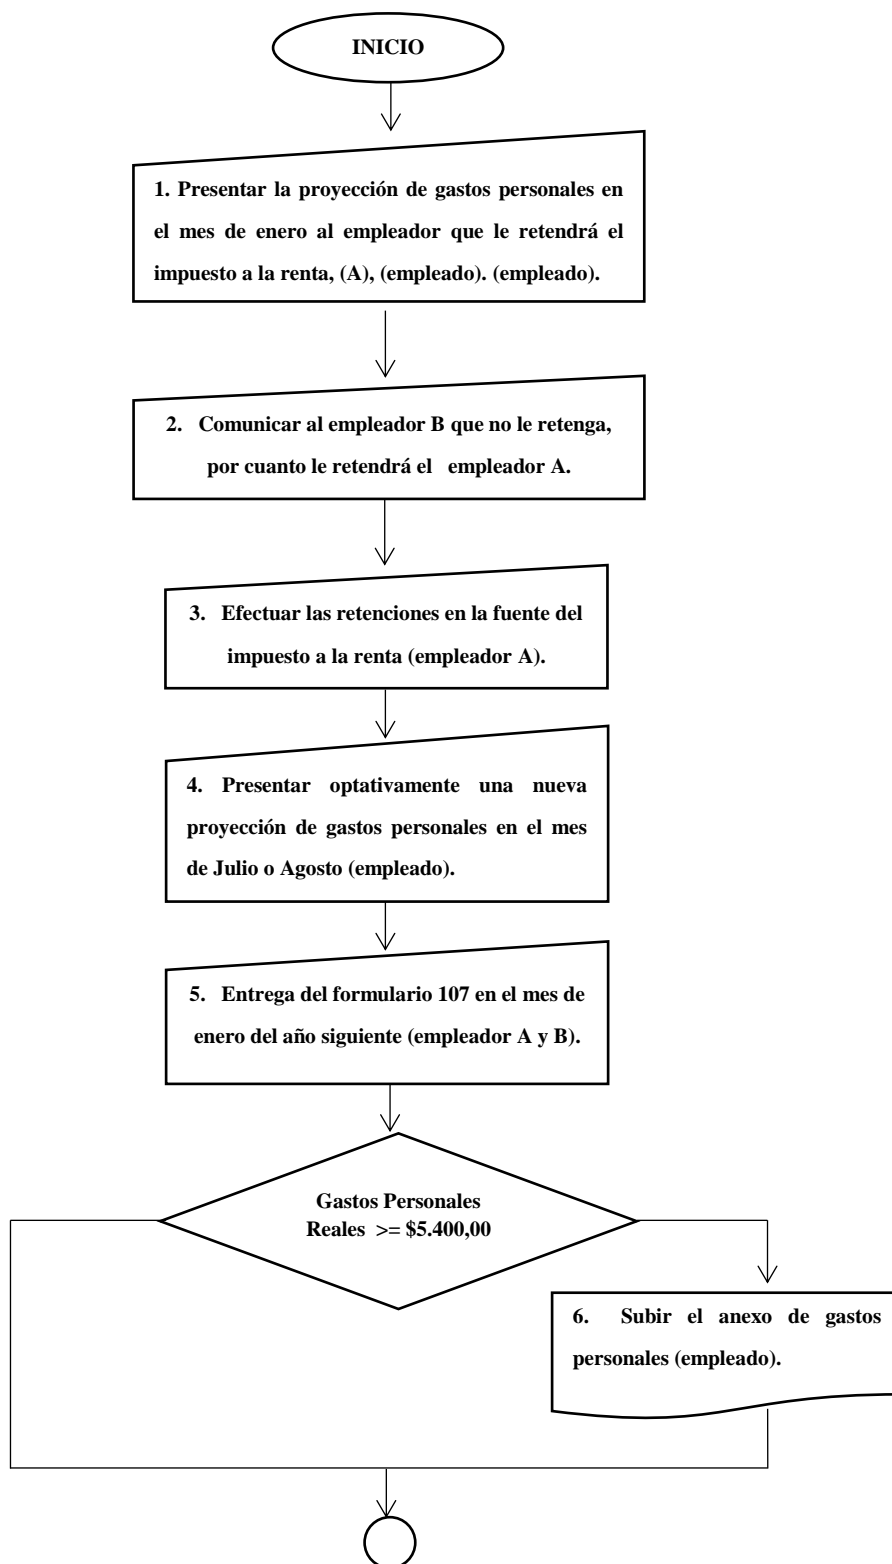 INICIO
1. Presentar la proyección de gastos personales en
el mes de enero al empleador que le retendrá el
impuesto a la renta, (A), (empleado). (empleado).
2. Comunicar al empleador B que no le retenga,
por cuanto le retendrá el empleador A.
3. Efectuar las retenciones en la fuente del
impuesto a la renta (empleador A).
4. Presentar optativamente una nueva
proyección de gastos personales en el mes
de Julio o Agosto (empleado).
5. Entrega del formulario 107 en el mes de
enero del año siguiente (empleador A y B).
Gastos Personales
Reales >= $5.400,00
6. Subir el anexo de gastos
personales (empleado).